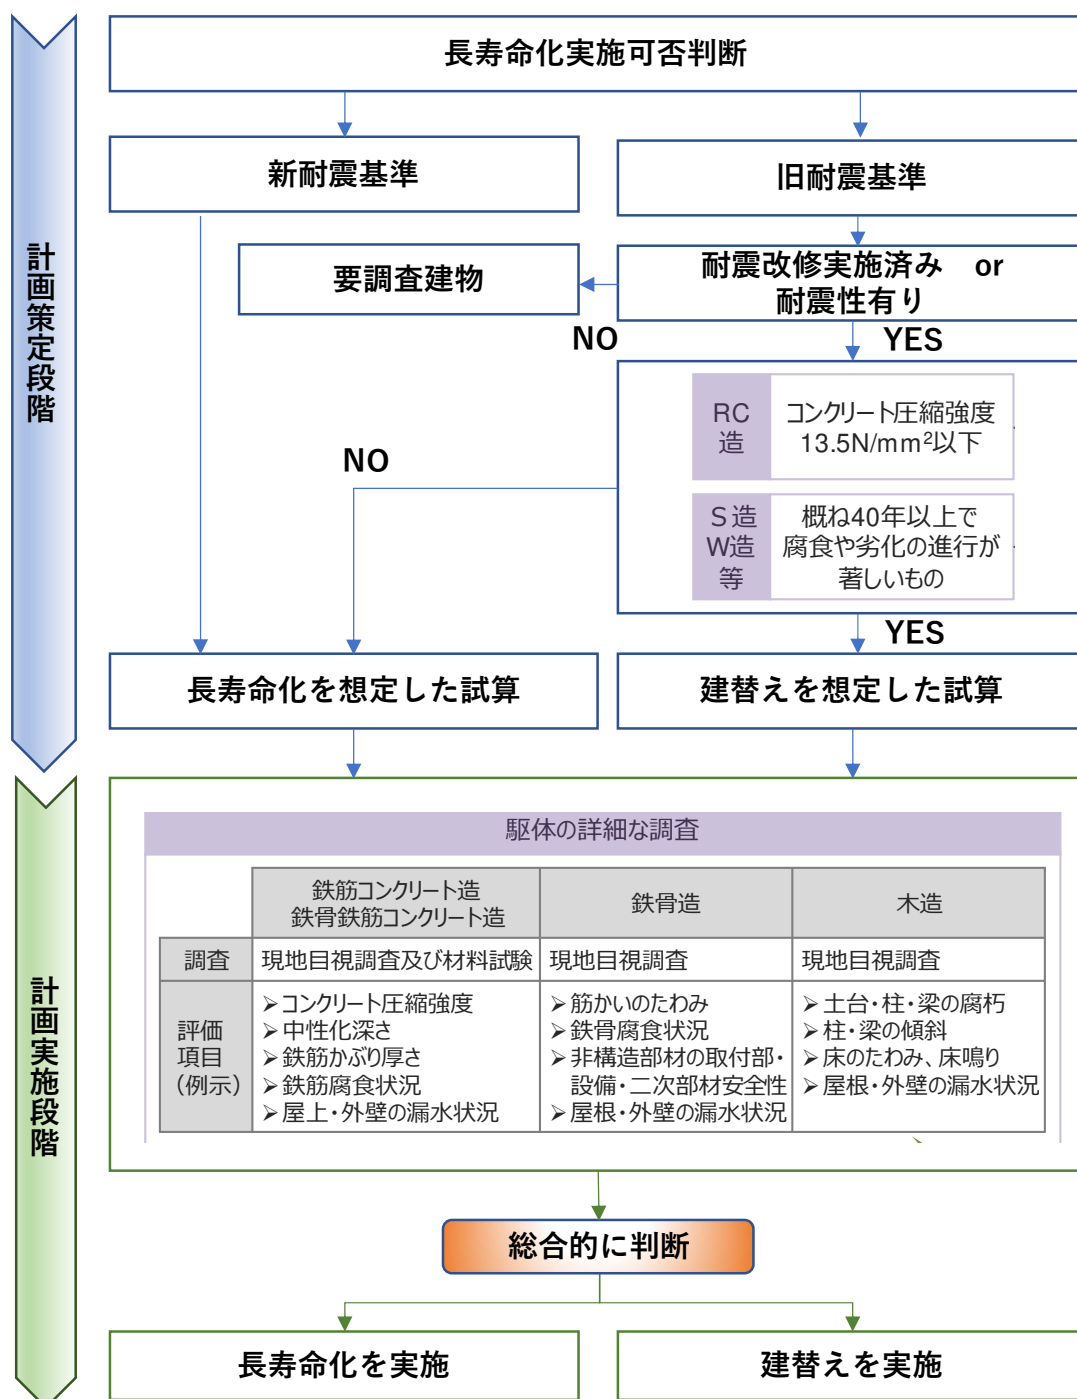 長寿命化実施可否判断
新耐震基準
旧耐震基準
計画策定段階
要調査建物
耐震改修実施済み or
耐震性有り
NO
YES
RC
造
コンクリート圧縮強度
13.5N/mm²以下
NO
S造
W造
等
概ね40年以上で
腐食や劣化の進行が
著しいもの
YES
長寿命化を想定した試算
建替えを想定した試算
計画実施段階
駆体の詳細な調査
鉄筋コンクリート造
鉄骨鉄筋コンクリート造
鉄骨造
木造
調査
現地目視調査及び材料試験
現地目視調査
現地目視調査
評価
項目
(例示)
➢コンクリート圧縮強度
➢中性化深さ
➢鉄筋かぶり厚さ
➢鉄筋腐食状況
➢屋上・外壁の漏水状況
➢筋かいのたわみ
➢鉄骨腐食状況
➢非構造部材の取付部・
設備・二次部材安全性
➢屋根・外壁の漏水状況
➢土台・柱・梁の腐朽
➢柱・梁の傾斜
➢床のたわみ、床鳴り
➢屋根・外壁の漏水状況
総合的に判断
長寿命化を実施
建替えを実施